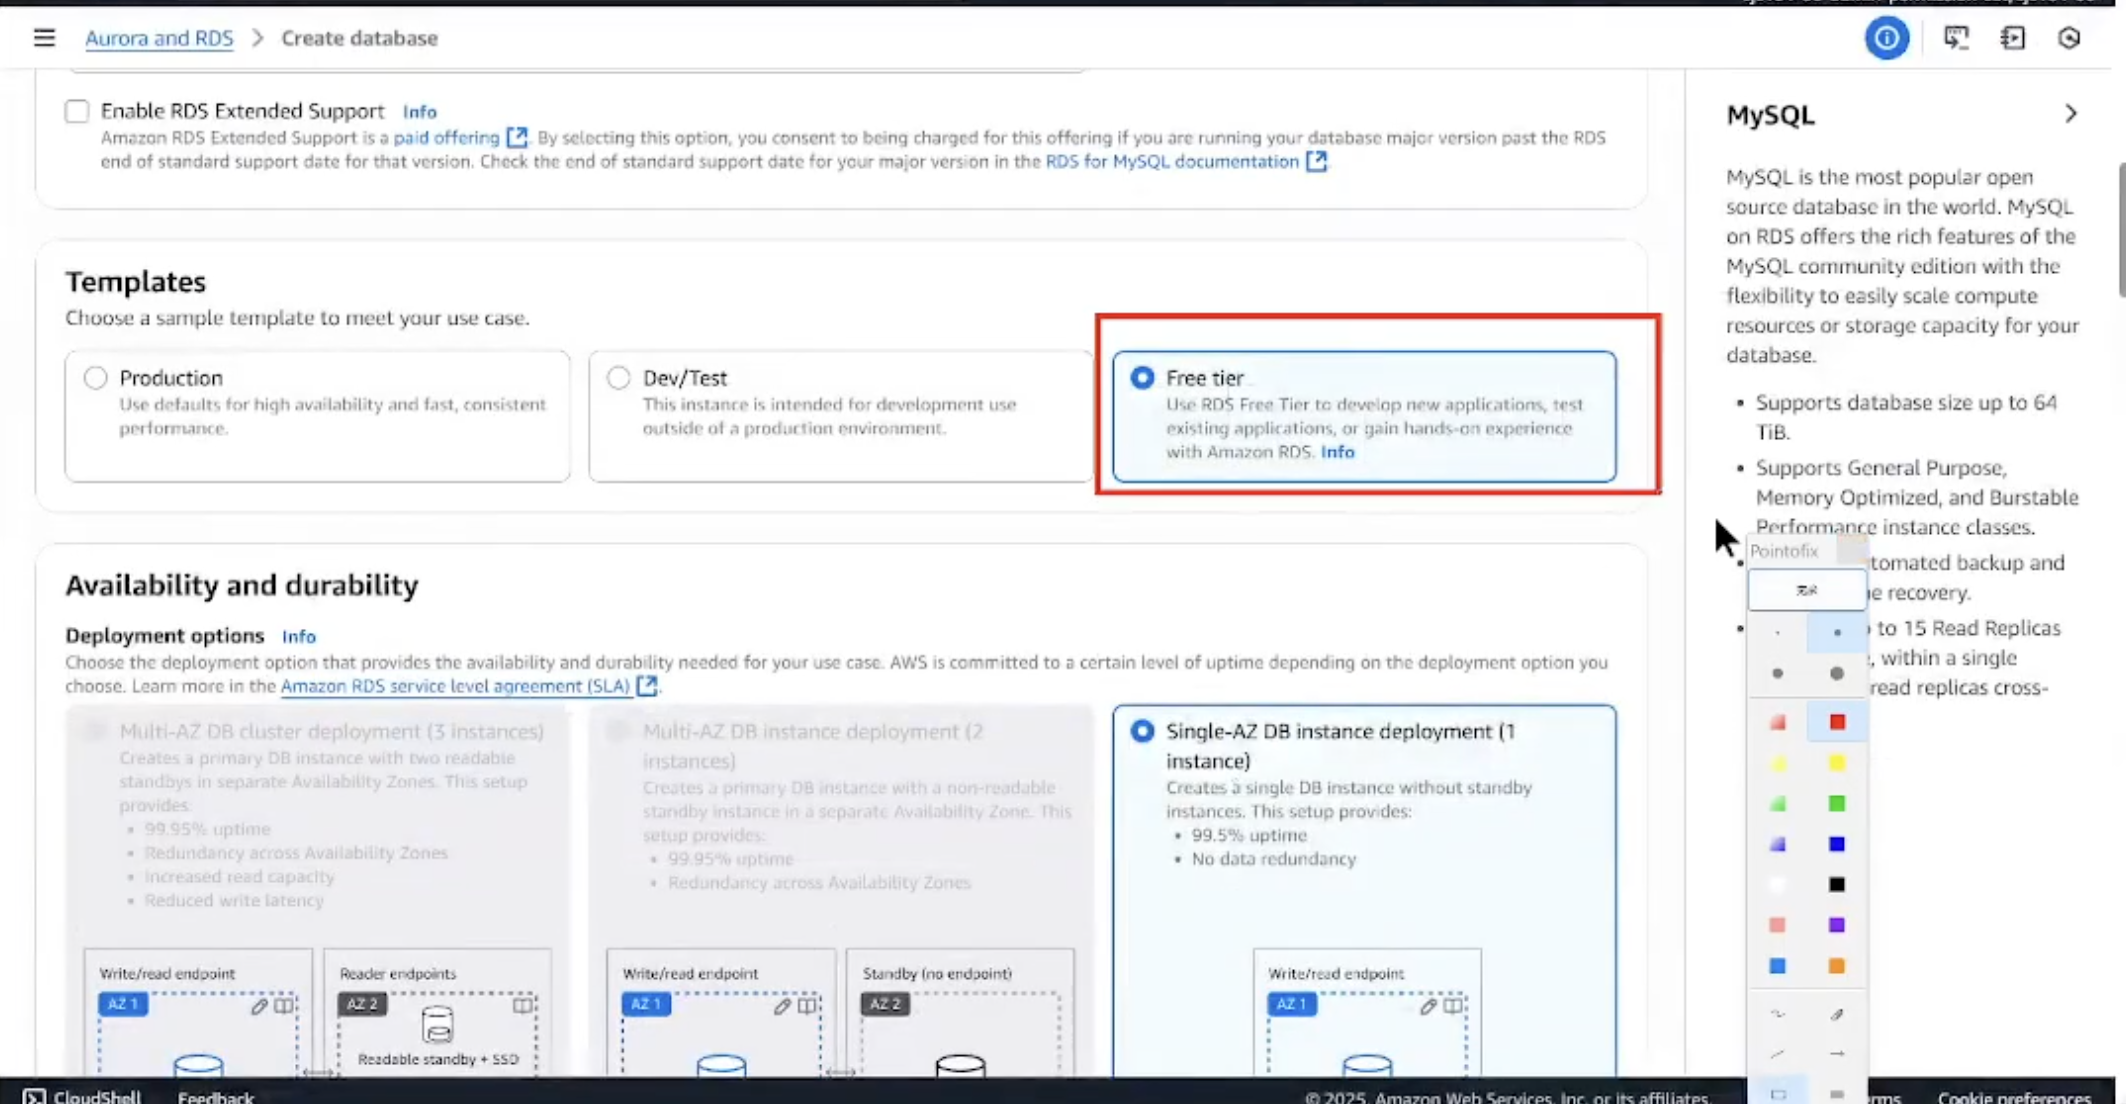 Aurora and RDS > Create database
Enable RDS Extended Support Info
Amazon RDS Extended Support is a paid offering. By selecting this option, you consent to being charged for this offering if you are running your database major version past the RDS
end of standard support date for that version. Check the end of standard support date for your major version in the RDS for MySQL documentation.
Templates
Choose a sample template to meet your use case.
Production
Use defaults for high availability and fast, consistent
performance.
Dev/Test
This instance is intended for development use
outside of a production environment.
Free tier
Use RDS Free Tier to develop new applications, test
existing applications, or gain hands-on experience
with Amazon RDS. Info
Availability and durability
Deployment options Info
Choose the deployment option that provides the availability and durability needed for your use case. AWS is committed to a certain level of uptime depending on the deployment option you
choose. Learn more in the Amazon RDS service level agreement (SLA).
Multi-AZ DB cluster deployment (3 instances)
Creates a primary DB instance with two readable
standbys in separate Availability Zones. This setup
provides:
• 99.95% uptime
• Redundancy across Availability Zones
• Increased read capacity
• Reduced write latency
Write/read endpoint
AZ 1
Reader endpoints
AZ 2
Readable standby + SSD
Multi-AZ DB instance deployment (2
instances)
Creates a primary DB instance with a non-readable
standby instance in a separate Availability Zone. This
setup provides:
• 99.95% uptime
• Redundancy across Availability Zones
Write/read endpoint
AZ 1
Standby (no endpoint)
AZ 2
Single-AZ DB instance deployment (1
instance)
Creates a single DB instance without standby
instances. This setup provides:
• 99.5% uptime
• No data redundancy
Write/read endpoint
AZ 1
MySQL
MySQL is the most popular open
source database in the world. MySQL
on RDS offers the rich features of the
MySQL community edition with the
flexibility to easily scale compute
resources or storage capacity for your
database.
• Supports database size up to 64
TiB.
• Supports General Purpose,
Memory Optimized, and Burstable
Performance instance classes.
• tomated backup and
e recovery.
• to 15 Read Replicas
, within a single
read replicas cross-
Pointofix
CloudShell Feedback
© 2025, Amazon Web Services, Inc. or its affiliates.
rms
Cookie preferences